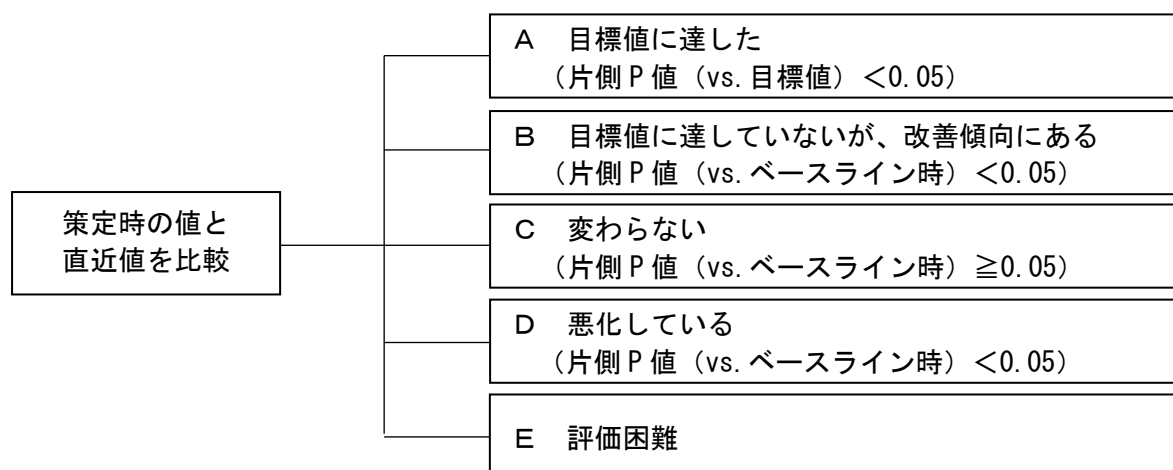 策定時の値と
直近値を比較
A 目標値に達した
(片側P値(vs.目標値)<0.05)
B 目標値に達していないが、改善傾向にある
(片側P値(vs.ベースライン時)<0.05)
C 変わらない
(片側P値(vs.ベースライン時)≧0.05)
D 悪化している
(片側P値(vs.ベースライン時)<0.05)
E 評価困難